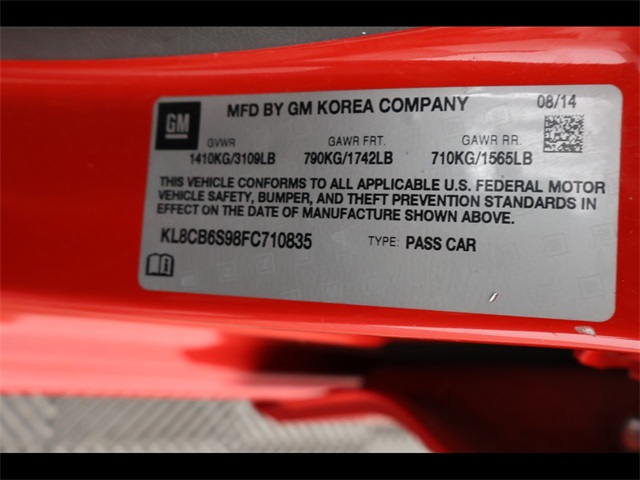 GM
MFD BY GM KOREA COMPANY
08/14
GVWR GAWR FRT. GAWR RR.
1410KG/3109LB 790KG/1742LB 710KG/1565LB
THIS VEHICLE CONFORMS TO ALL APPLICABLE U.S. FEDERAL MOTOR
VEHICLE SAFETY, BUMPER, AND THEFT PREVENTION STANDARDS IN
EFFECT ON THE DATE OF MANUFACTURE SHOWN ABOVE.
KL8CB6S98FC710835 TYPE: PASS CAR